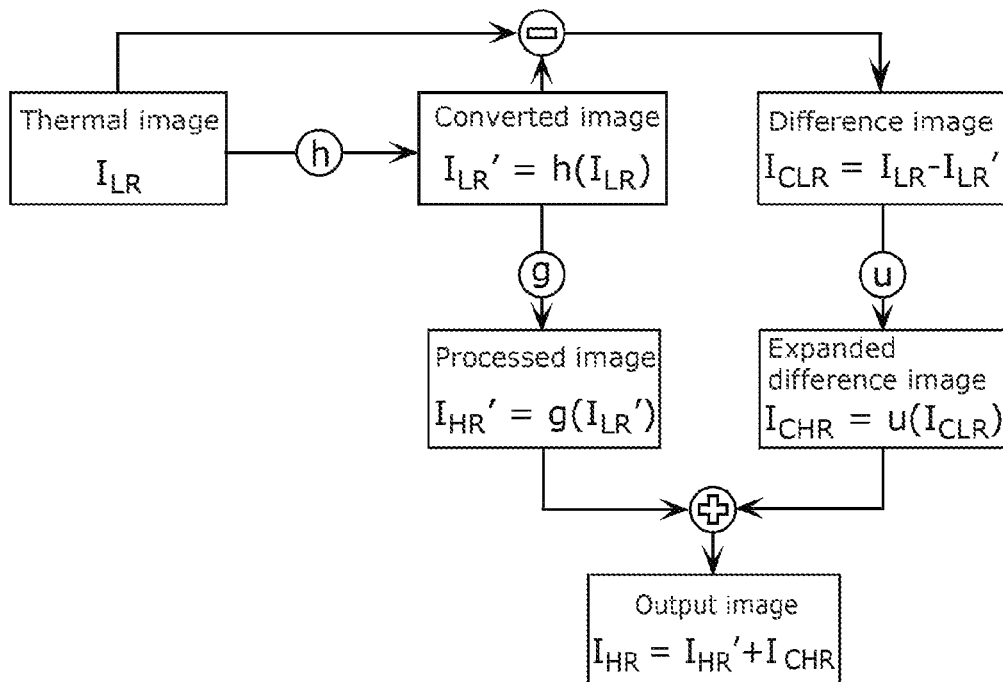 Thermal image
I_LR
h
Converted image
I_LR' = h(I_LR)
Difference image
I_CLR = I_LR-I_LR'
g
u
Processed image
I_HR' = g(I_LR')
Expanded
difference image
I_CHR = u(I_CLR)
Output image
I_HR = I_HR'+I_CHR